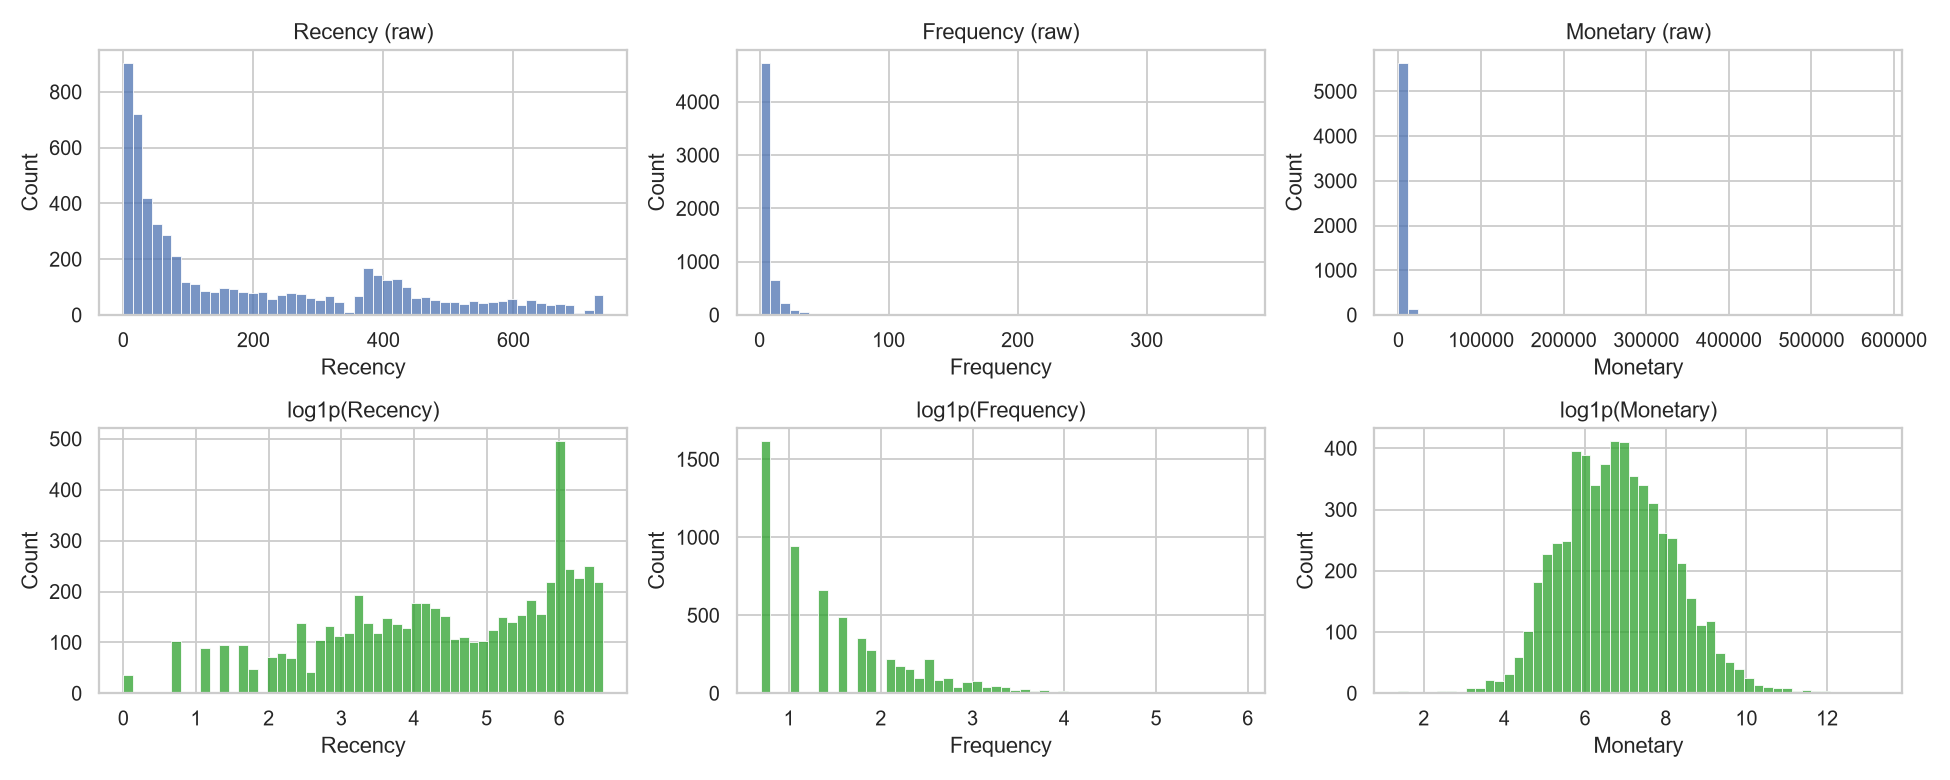 Recency (raw)
Count
800
600
400
200
0
0 200 400 600
Recency
Frequency (raw)
Count
4000
3000
2000
1000
0
0 100 200 300
Frequency
Monetary (raw)
Count
5000
4000
3000
2000
1000
0
0 100000 200000 300000 400000 500000 600000
Monetary
log1p(Recency)
Count
500
400
300
200
100
0
0 1 2 3 4 5 6
Recency
log1p(Frequency)
Count
1500
1000
500
0
1 2 3 4 5 6
Frequency
log1p(Monetary)
Count
400
300
200
100
0
2 4 6 8 10 12
Monetary